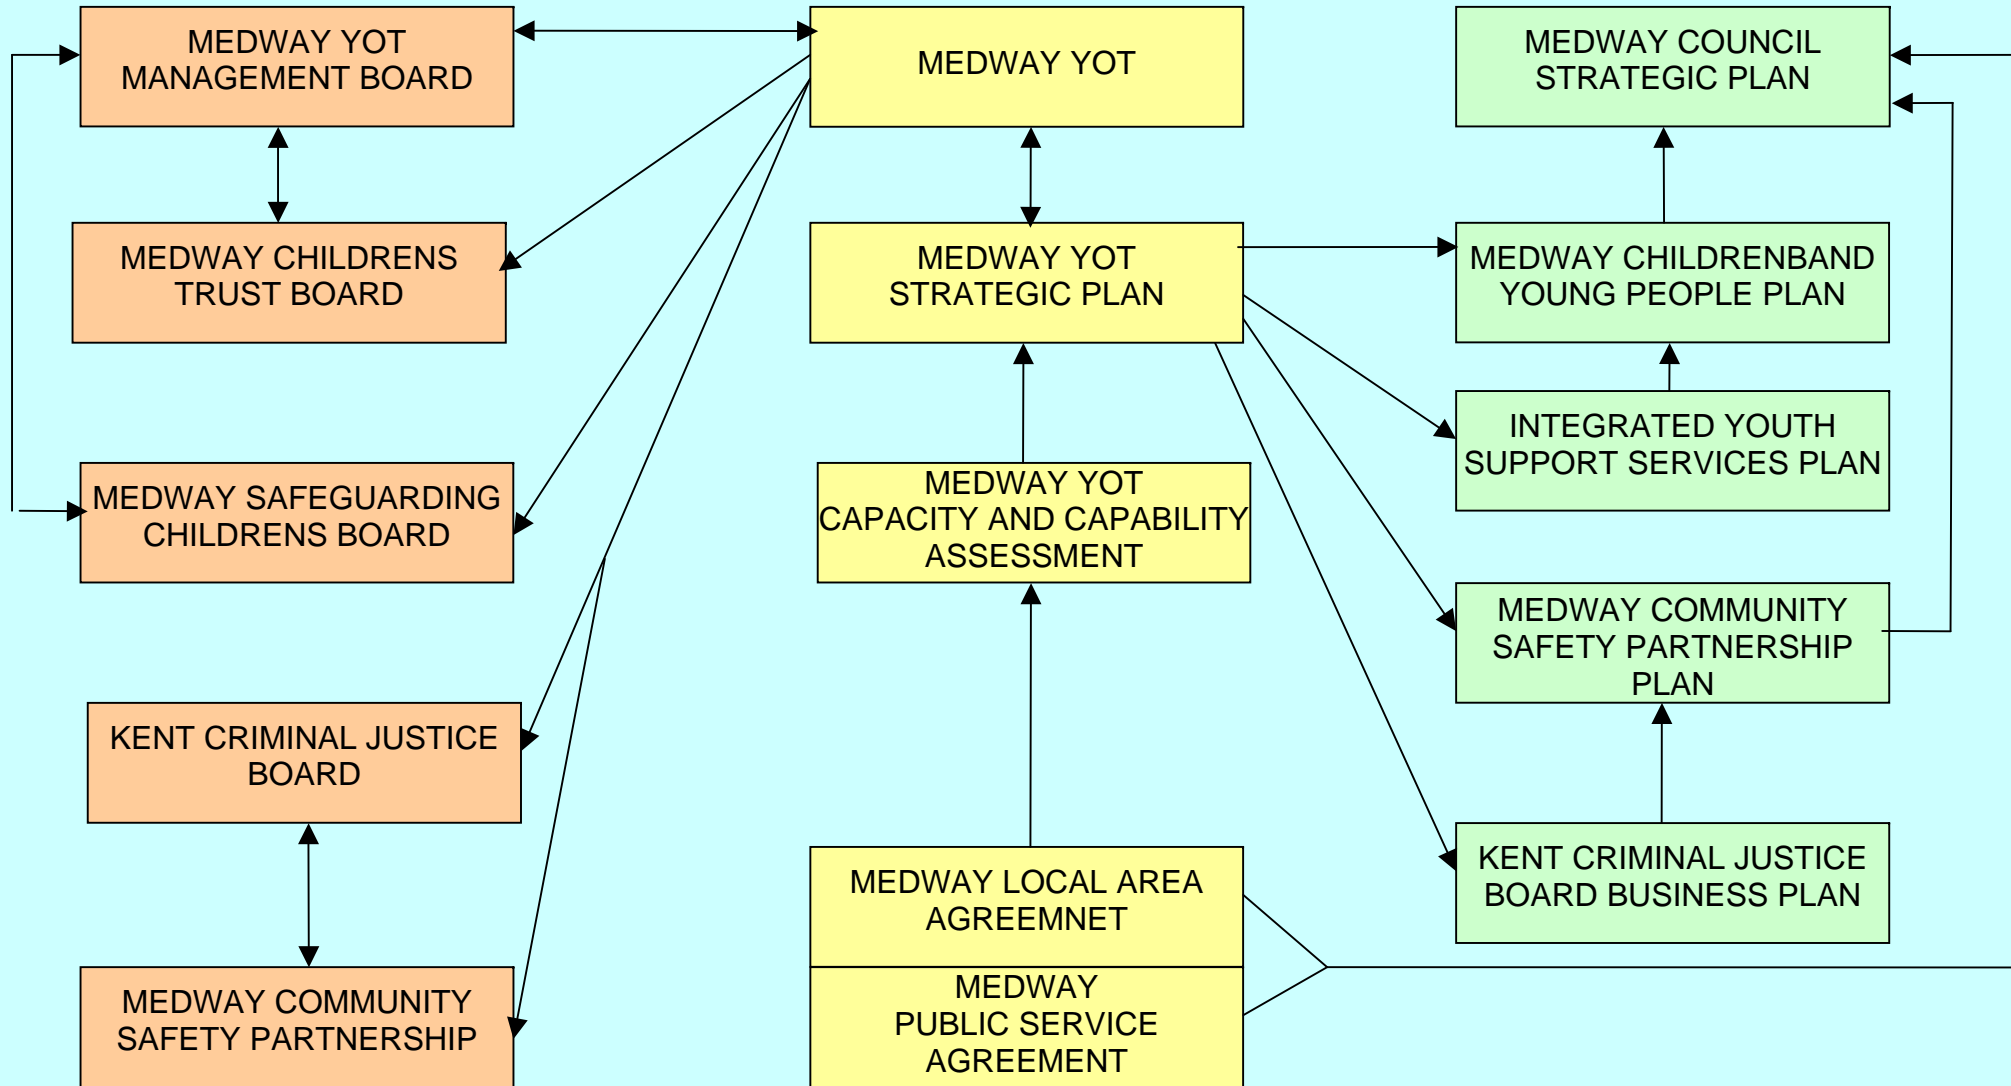 MEDWAY YOT
MANAGEMENT BOARD
MEDWAY CHILDRENS
TRUST BOARD
MEDWAY SAFEGUARDING
CHILDRENS BOARD
KENT CRIMINAL JUSTICE
BOARD
MEDWAY COMMUNITY
SAFETY PARTNERSHIP
MEDWAY YOT
MEDWAY YOT
STRATEGIC PLAN
MEDWAY YOT
CAPACITY AND CAPABILITY
ASSESSMENT
MEDWAY LOCAL AREA
AGREEMNET
MEDWAY
PUBLIC SERVICE
AGREEMENT
MEDWAY COUNCIL
STRATEGIC PLAN
MEDWAY CHILDRENBAND
YOUNG PEOPLE PLAN
INTEGRATED YOUTH
SUPPORT SERVICES PLAN
MEDWAY COMMUNITY
SAFETY PARTNERSHIP
PLAN
KENT CRIMINAL JUSTICE
BOARD BUSINESS PLAN